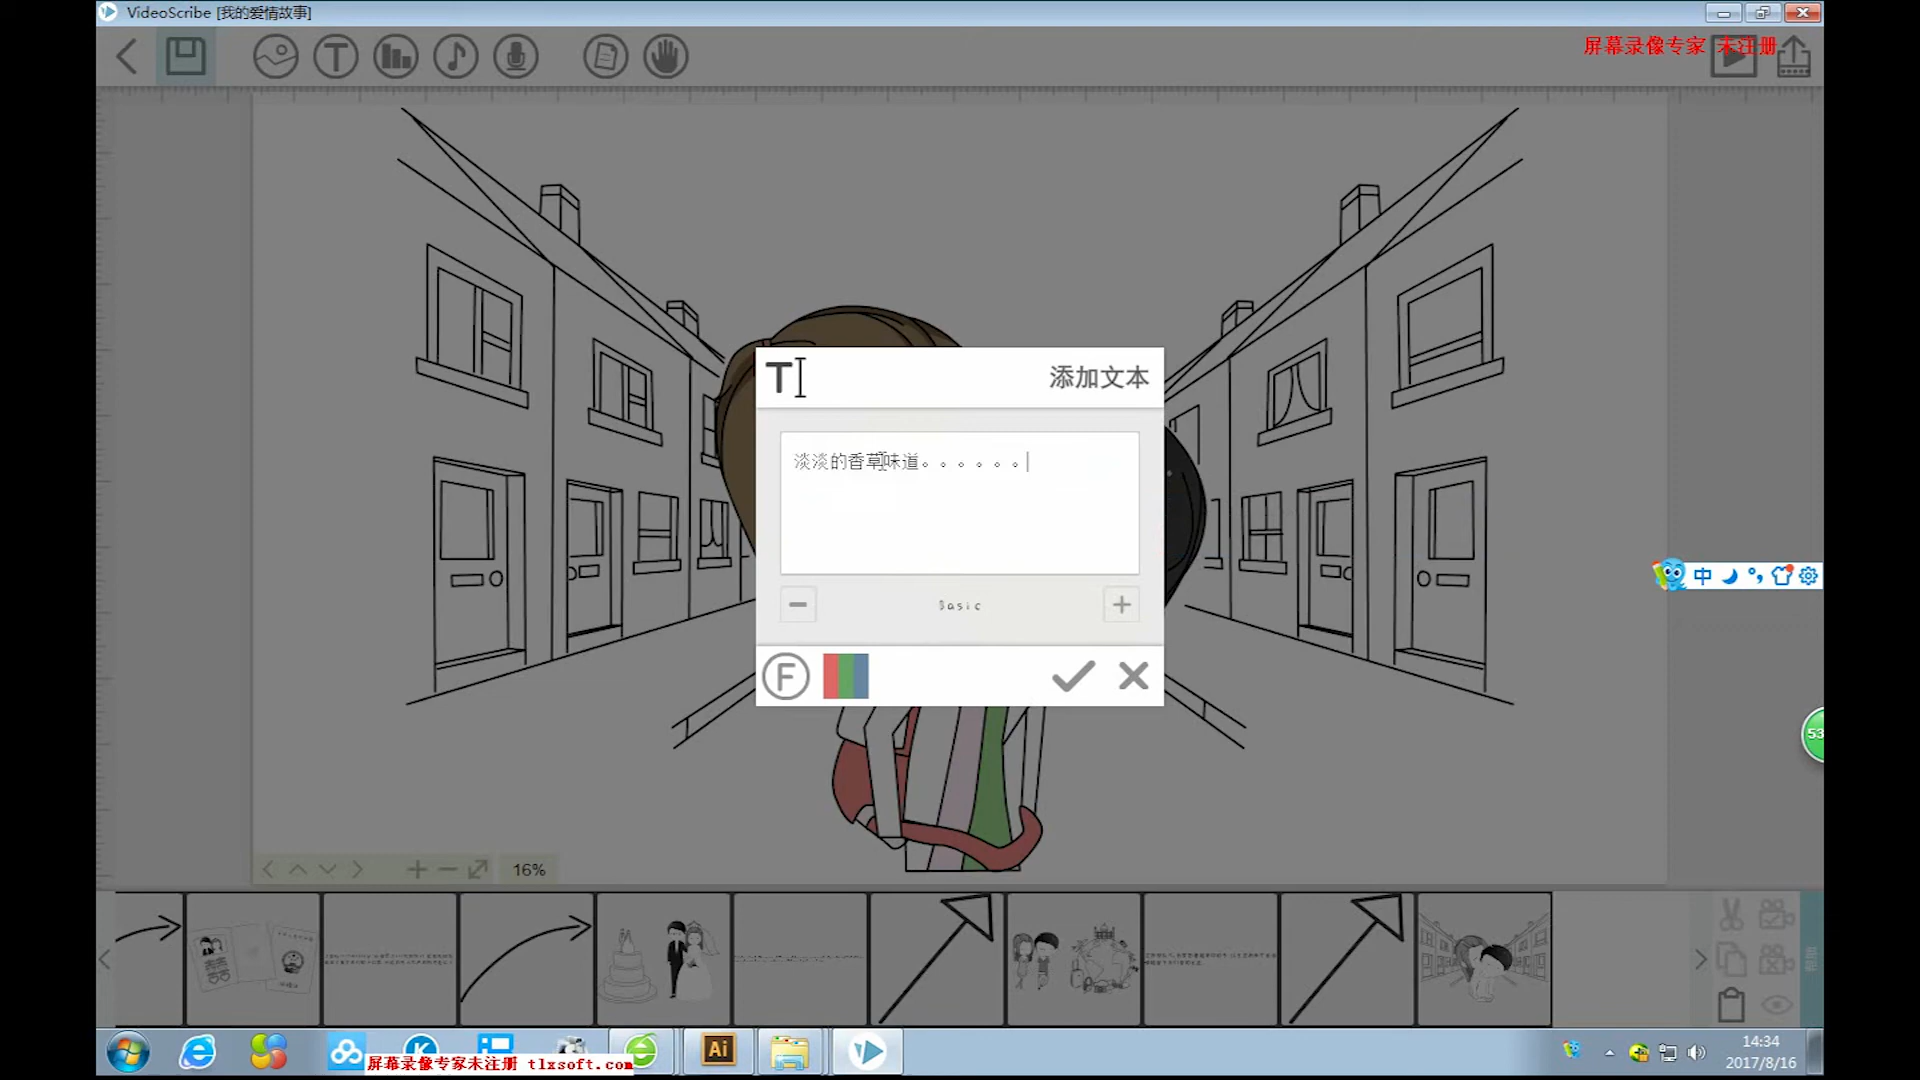 VideoScribe [我的爱情故事]
屏幕录像专家 未注册
T
添加文本
淡淡的香草味道。。。。。。
Basic
F
中
53
16%
Ai
屏幕录像专家未注册 tlxsoft.com
14:34
2017/8/16